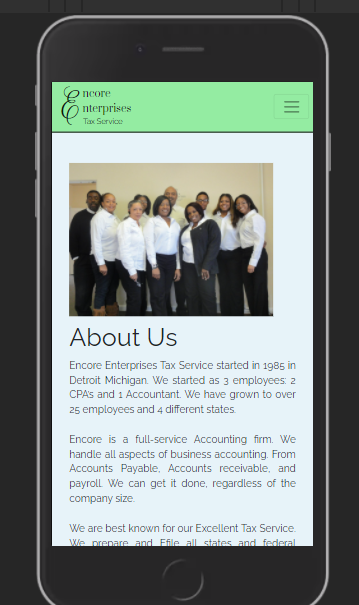 Encore
Enterprises
Tax Service
About Us
Encore Enterprises Tax Service started in 1985 in
Detroit Michigan. We started as 3 employees: 2
CPA's and 1 Accountant. We have grown to over
25 employees and 4 different states.
Encore is a full-service Accounting firm. We
handle all aspects of business accounting. From
Accounts Payable, Accounts receivable, and
payroll. We can get it done, regardless of the
company size.
We are best known for our Excellent Tax Service.
We prepare and Efile all states and federal